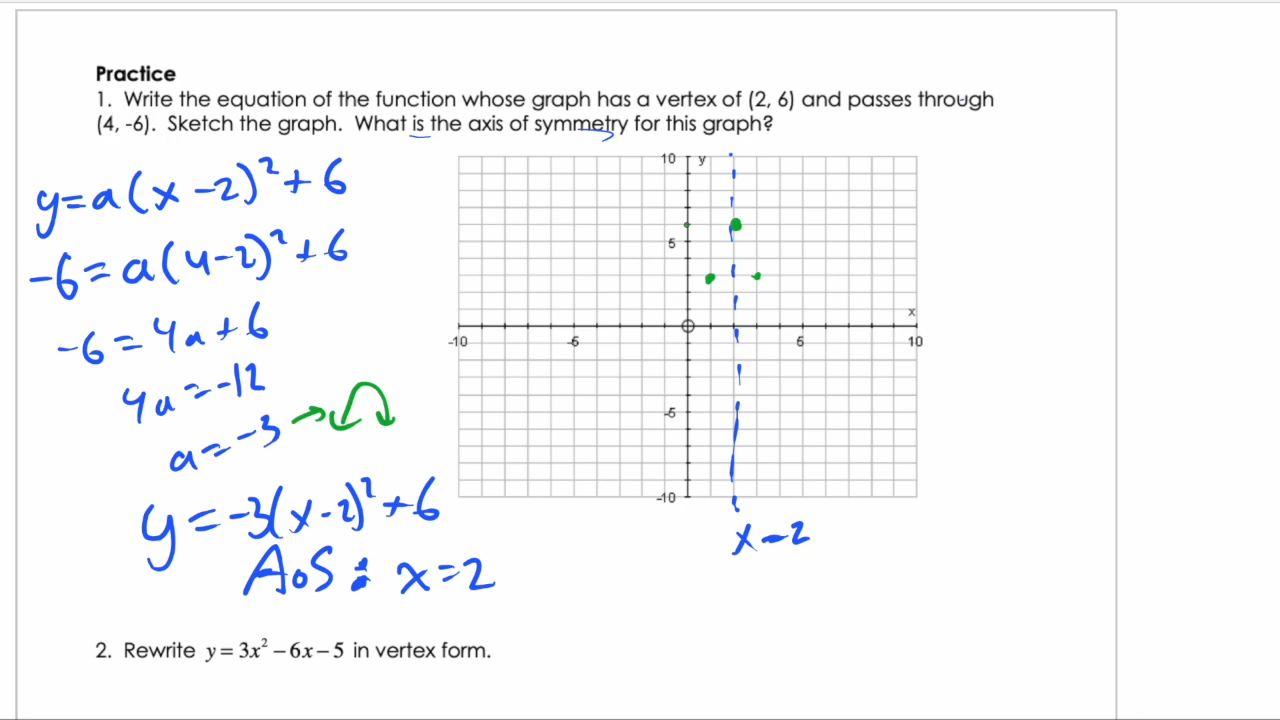 Practice
1. Write the equation of the function whose graph has a vertex of (2, 6) and passes through
(4, -6). Sketch the graph. What is the axis of symmetry for this graph?
y=a(x-2)²+6
-6=a(4-2)²+6
-6=4a+6
4a=-12
a=-3
y=-3(x-2)²+6
AoS: x=2
10 y
5
x
-10 -5 5 10
-5
-10
x=2
2. Rewrite y = 3x² – 6x – 5 in vertex form.